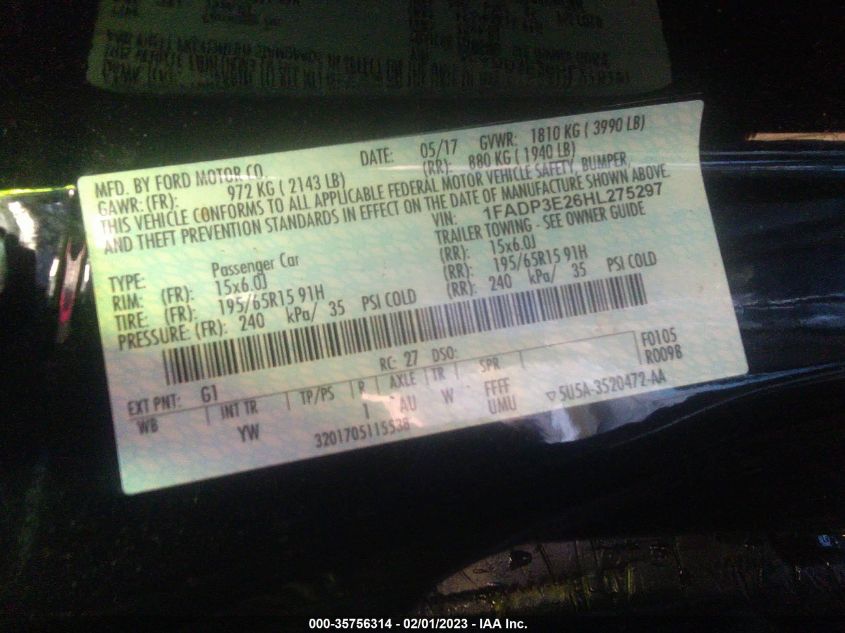 MFD. BY FORD MOTOR CO. DATE: 05/17 GVWR: 1810 KG ( 3990 LB)
GAWR: (FR): 972 KG ( 2143 LB) (RR): 880 KG ( 1940 LB)
THIS VEHICLE CONFORMS TO ALL APPLICABLE FEDERAL MOTOR VEHICLE SAFETY, BUMPER,
AND THEFT PREVENTION STANDARDS IN EFFECT ON THE DATE OF MANUFACTURE SHOWN ABOVE.
VIN: 1FADP3E26HL275297
TYPE: Passenger Car TRAILER TOWING - SEE OWNER GUIDE
RIM: (FR): 15x6.0J (RR): 15x6.0J
TIRE: (FR): 195/65R15 91H (RR): 195/65R15 91H
PRESSURE: (FR): 240 kPa/ 35 PSI COLD (RR): 240 kPa/ 35 PSI COLD
EXT PNT: G1 RC: 27 DSO: F0105
WB INT TR TP/PS R AXLE TR SPR R0098
YW 1 AU W FFFF
UMU ▽5U5A-3520472-AA
3201705115538
000-35756314 - 02/01/2023 - IAA Inc.